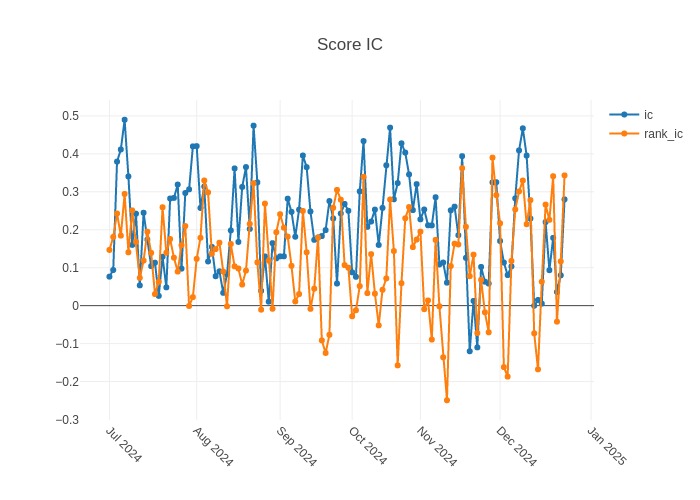 Score IC
ic
rank_ic
0.5
0.4
0.3
0.2
0.1
0
−0.1
−0.2
−0.3
Jul 2024
Aug 2024
Sep 2024
Oct 2024
Nov 2024
Dec 2024
Jan 2025